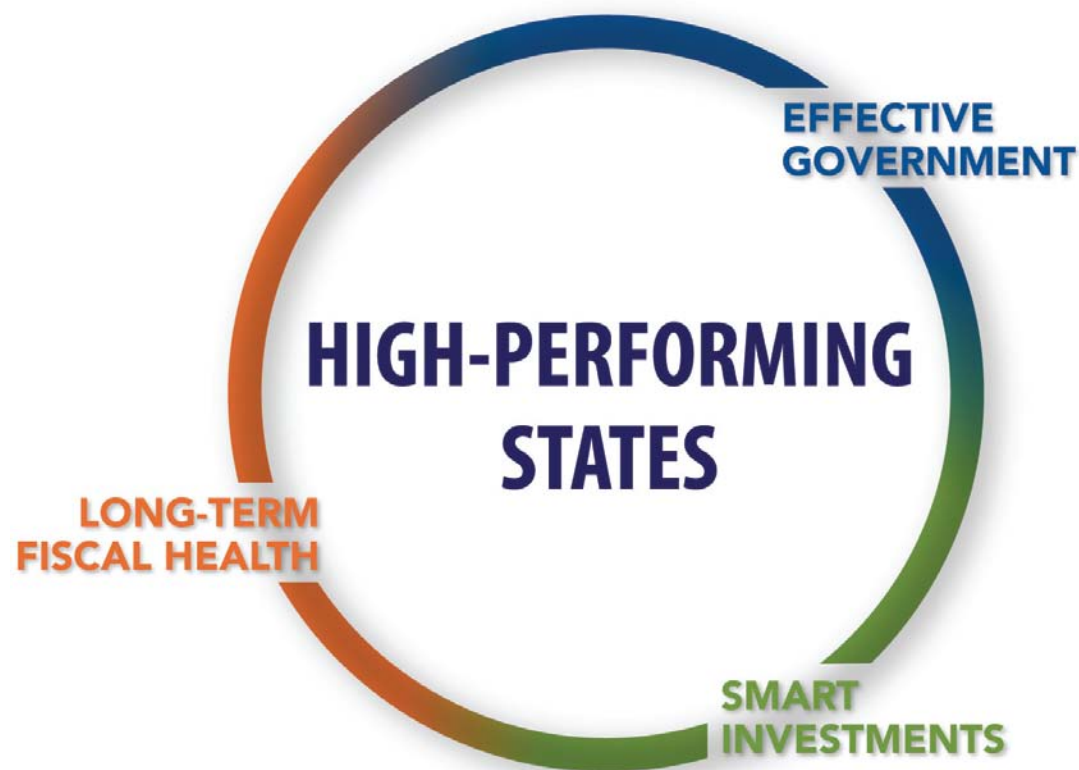 EFFECTIVE
GOVERNMENT
HIGH-PERFORMING
STATES
LONG-TERM
FISCAL HEALTH
SMART
INVESTMENTS